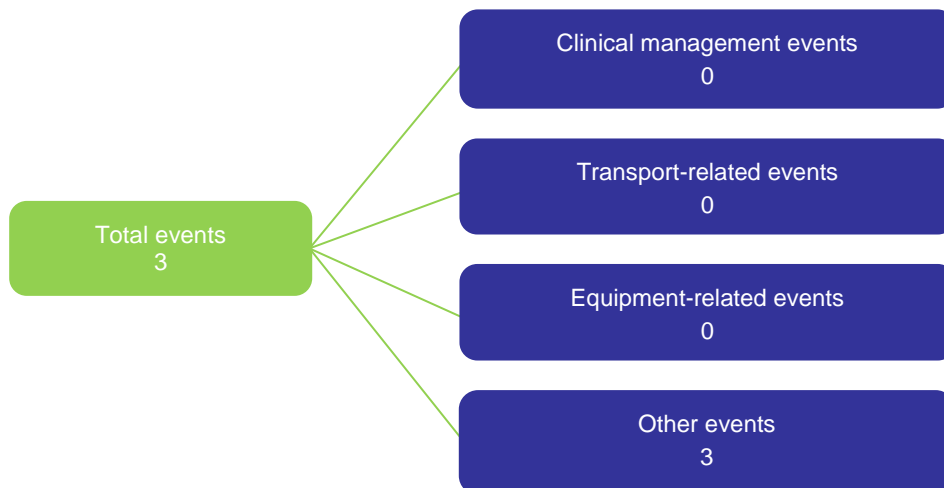 Total events
3
Clinical management events
0
Transport-related events
0
Equipment-related events
0
Other events
3